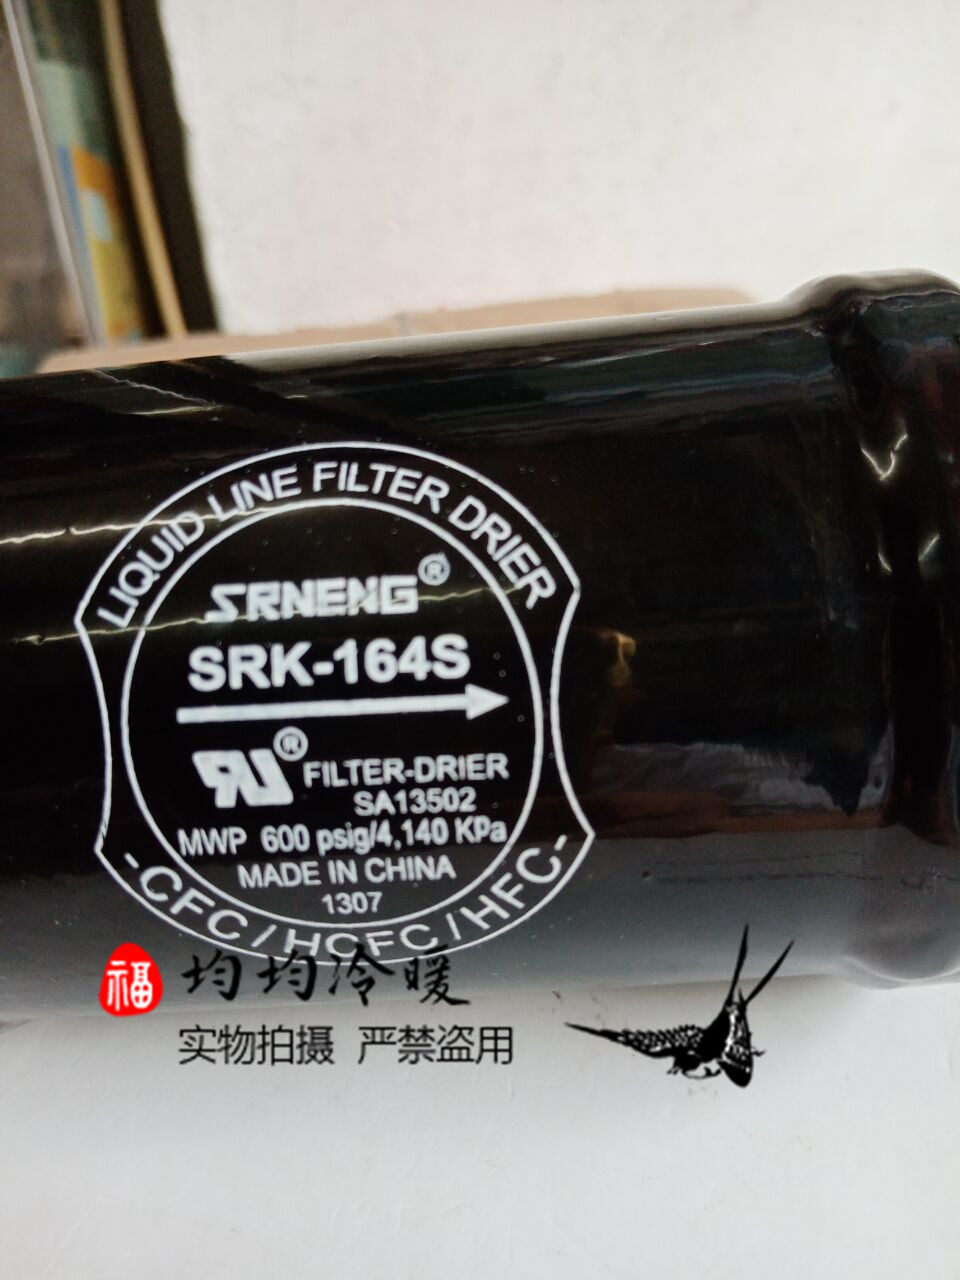 LIQUID LINE FILTER DRIER
SRNENG®
SRK-164S
RU® FILTER-DRIER
SA13502
MWP 600 psig/4,140 KPa
MADE IN CHINA
1307
-CFC/HCFC/HFC-
福 均均冷暖
实物拍摄 严禁盗用